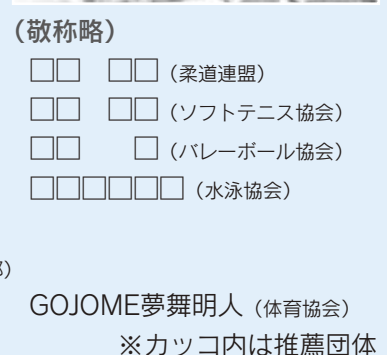 （敬称略）
□□　□□（柔道連盟）
□□　□□（ソフトテニス協会）
□□　　□（バレーボール協会）
□□□□□□（水泳協会）
）
GOJOME夢舞明人（体育協会）
※カッコ内は推薦団体